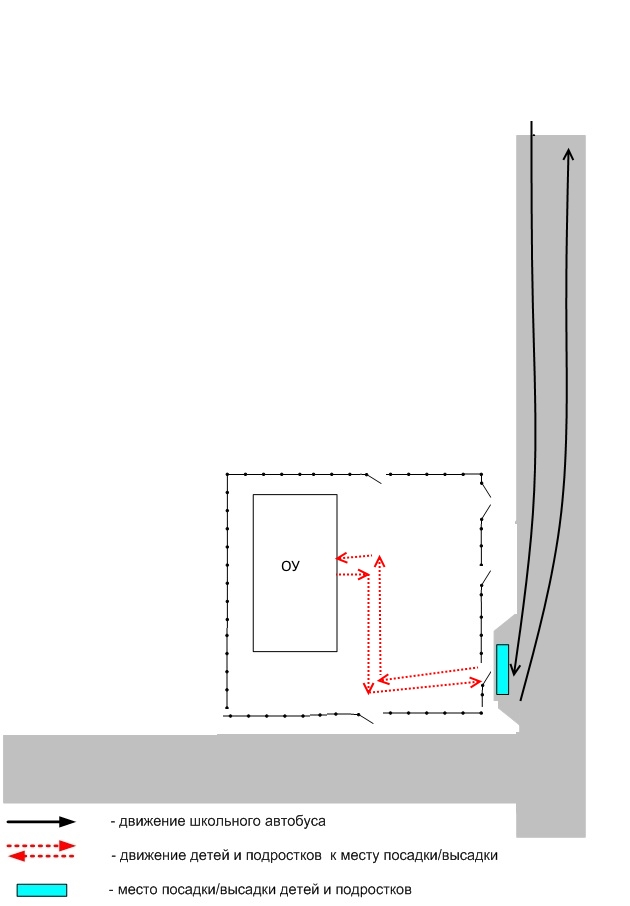 ОУ
- движение школьного автобуса
- движение детей и подростков к месту посадки/высадки
- место посадки/высадки детей и подростков